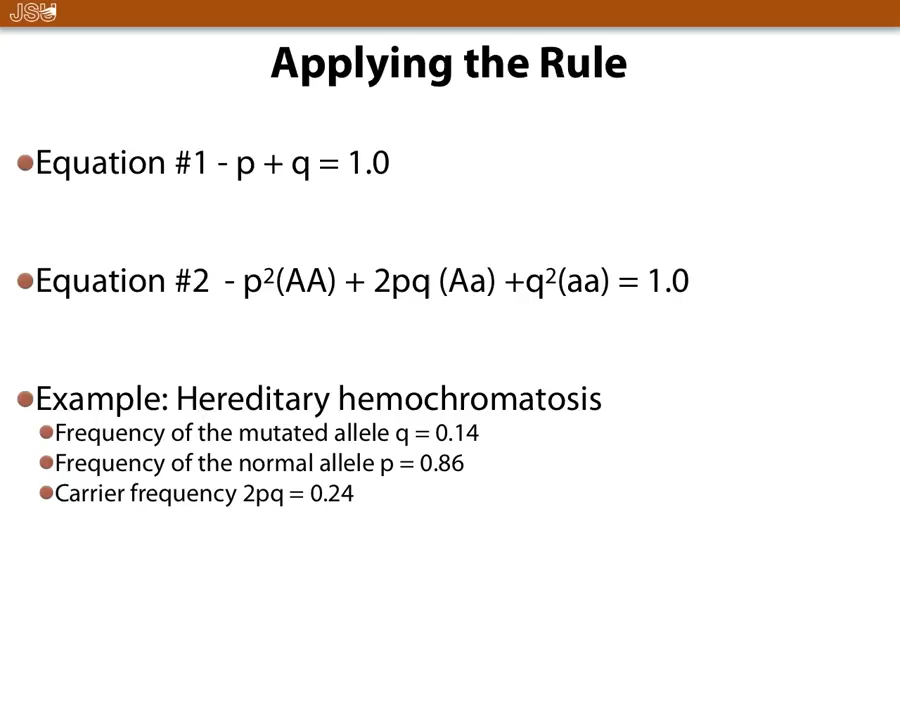 JSU
Applying the Rule
Equation #1 - p + q = 1.0
Equation #2 - p²(AA) + 2pq (Aa) +q²(aa) = 1.0
Example: Hereditary hemochromatosis
Frequency of the mutated allele q = 0.14
Frequency of the normal allele p = 0.86
Carrier frequency 2pq = 0.24